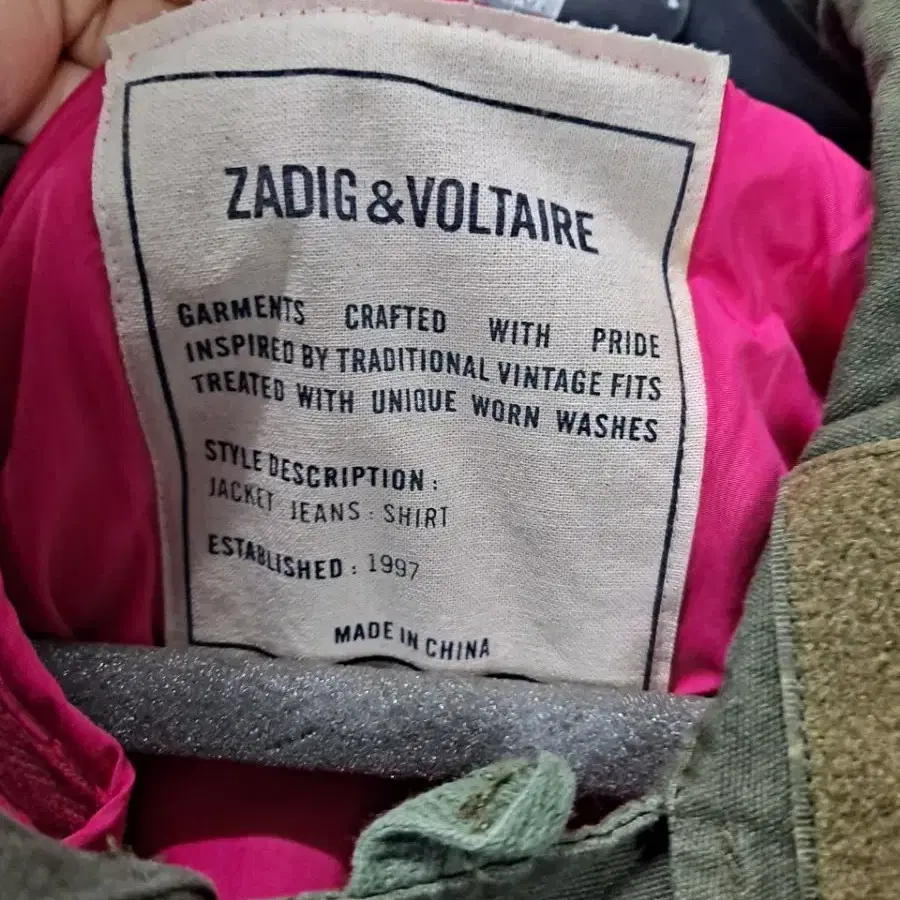 ZADIG & VOLTAIRE
GARMENTS CRAFTED WITH PRIDE
INSPIRED BY TRADITIONAL VINTAGE FITS
TREATED WITH UNIQUE WORN WASHES
STYLE DESCRIPTION :
JACKET JEANS : SHIRT
ESTABLISHED : 1997
MADE IN CHINA